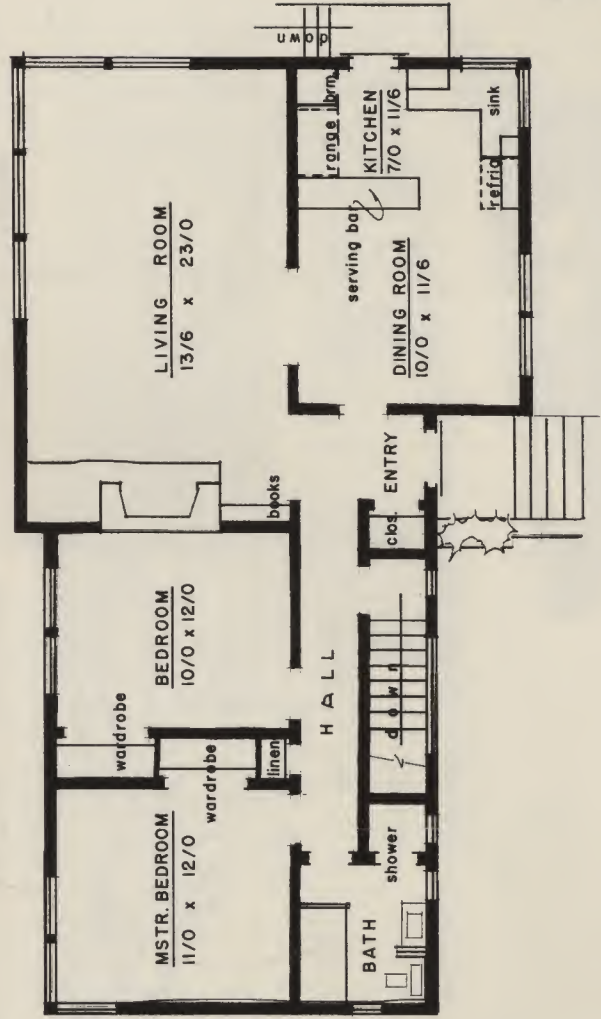 down
LIVING ROOM
13/6 x 23/0
brm
range
KITCHEN
7/0 x 11/6
sink
refrig
serving bar
DINING ROOM
10/0 x 11/6
books
ENTRY
clos.
BEDROOM
10/0 x 12/0
wardrobe
wardrobe
linen
HALL
down
MSTR. BEDROOM
11/0 x 12/0
shower
BATH